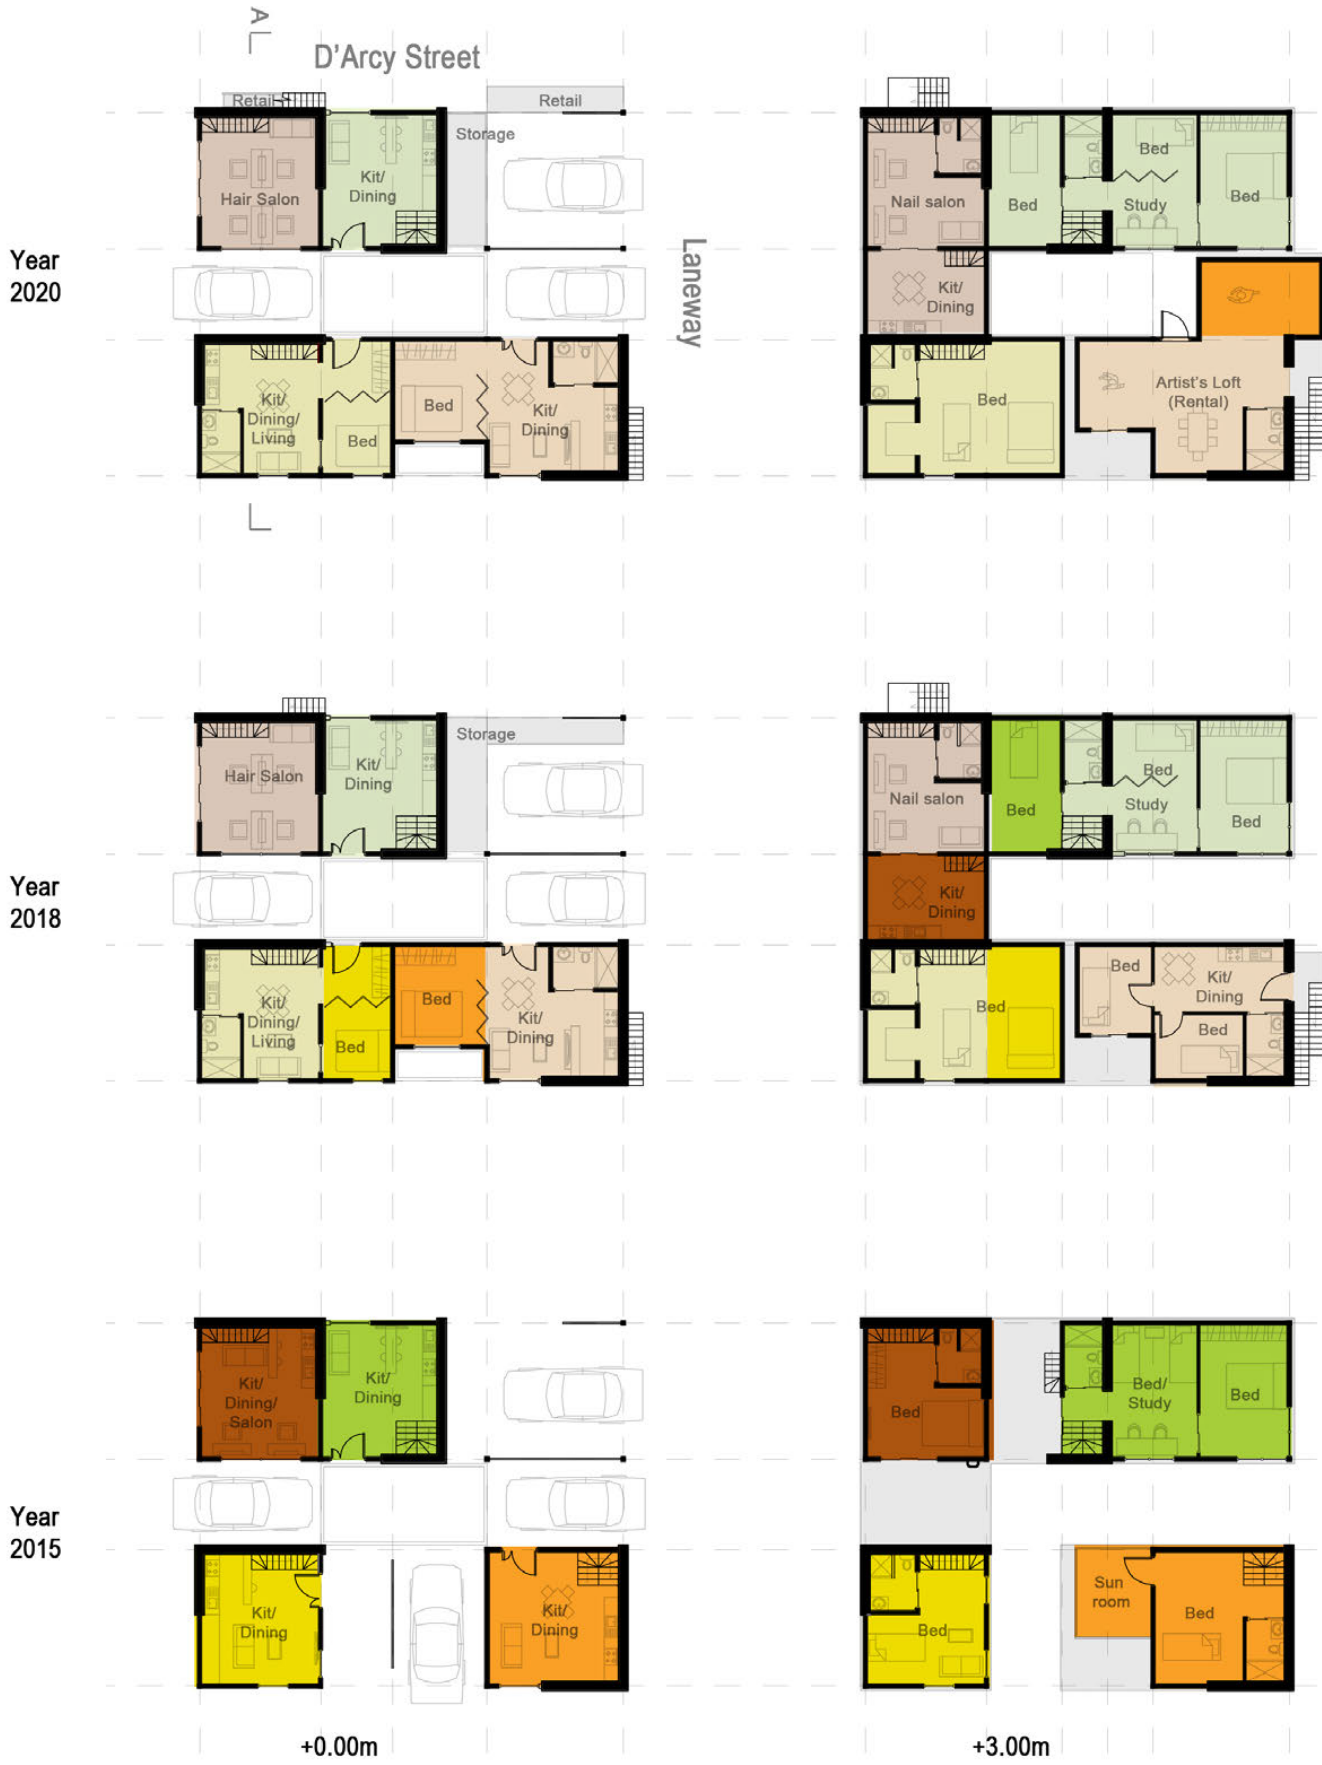 A
D'Arcy Street
Retail
Retail
Storage
Hair Salon
Kit/
Dining
Bed
Nail salon
Bed
Study
Bed
Year
2020
Laneway
Kit/
Dining
Kit/
Dining/
Living
Bed
Bed
Kit/
Dining
Bed
Artist's Loft
(Rental)
Storage
Hair Salon
Kit/
Dining
Nail salon
Bed
Bed
Study
Bed
Year
2018
Kit/
Dining
Kit/
Dining/
Living
Bed
Bed
Kit/
Dining
Bed
Bed
Kit/
Dining
Bed
Kit/
Dining/
Salon
Kit/
Dining
Bed
Bed/
Study
Bed
Year
2015
Kit/
Dining
Kit/
Dining
Bed
Sun
room
Bed
+0.00m
+3.00m